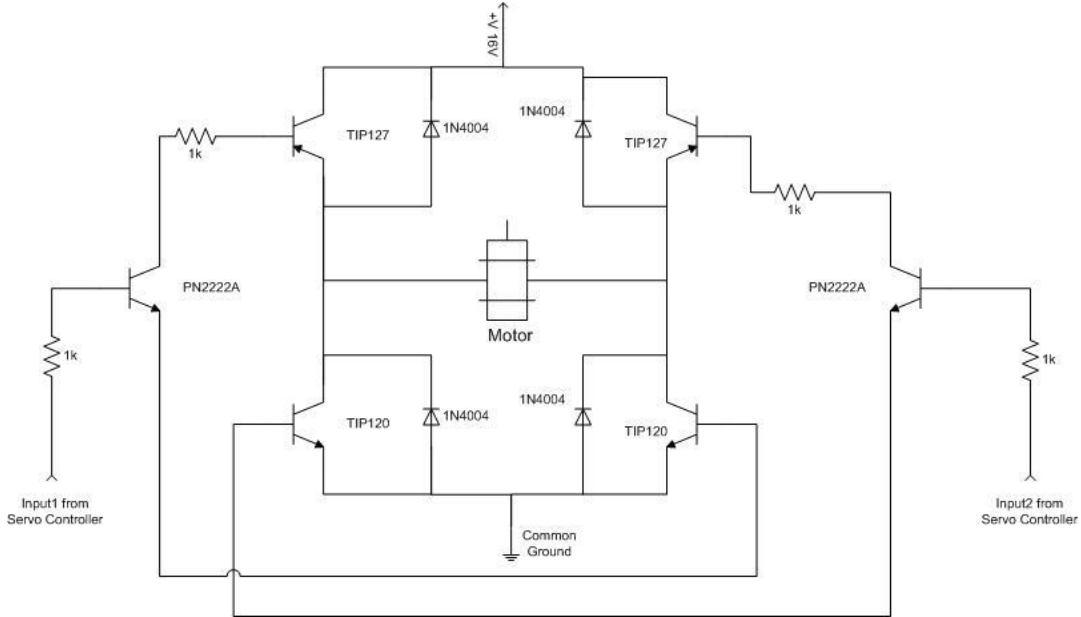 +V 16V
1N4004
1N4004
TIP127
TIP127
1k
1k
PN2222A
PN2222A
Motor
1k
1k
1N4004
1N4004
TIP120
TIP120
Input1 from
Servo Controller
Input2 from
Servo Controller
Common
Ground